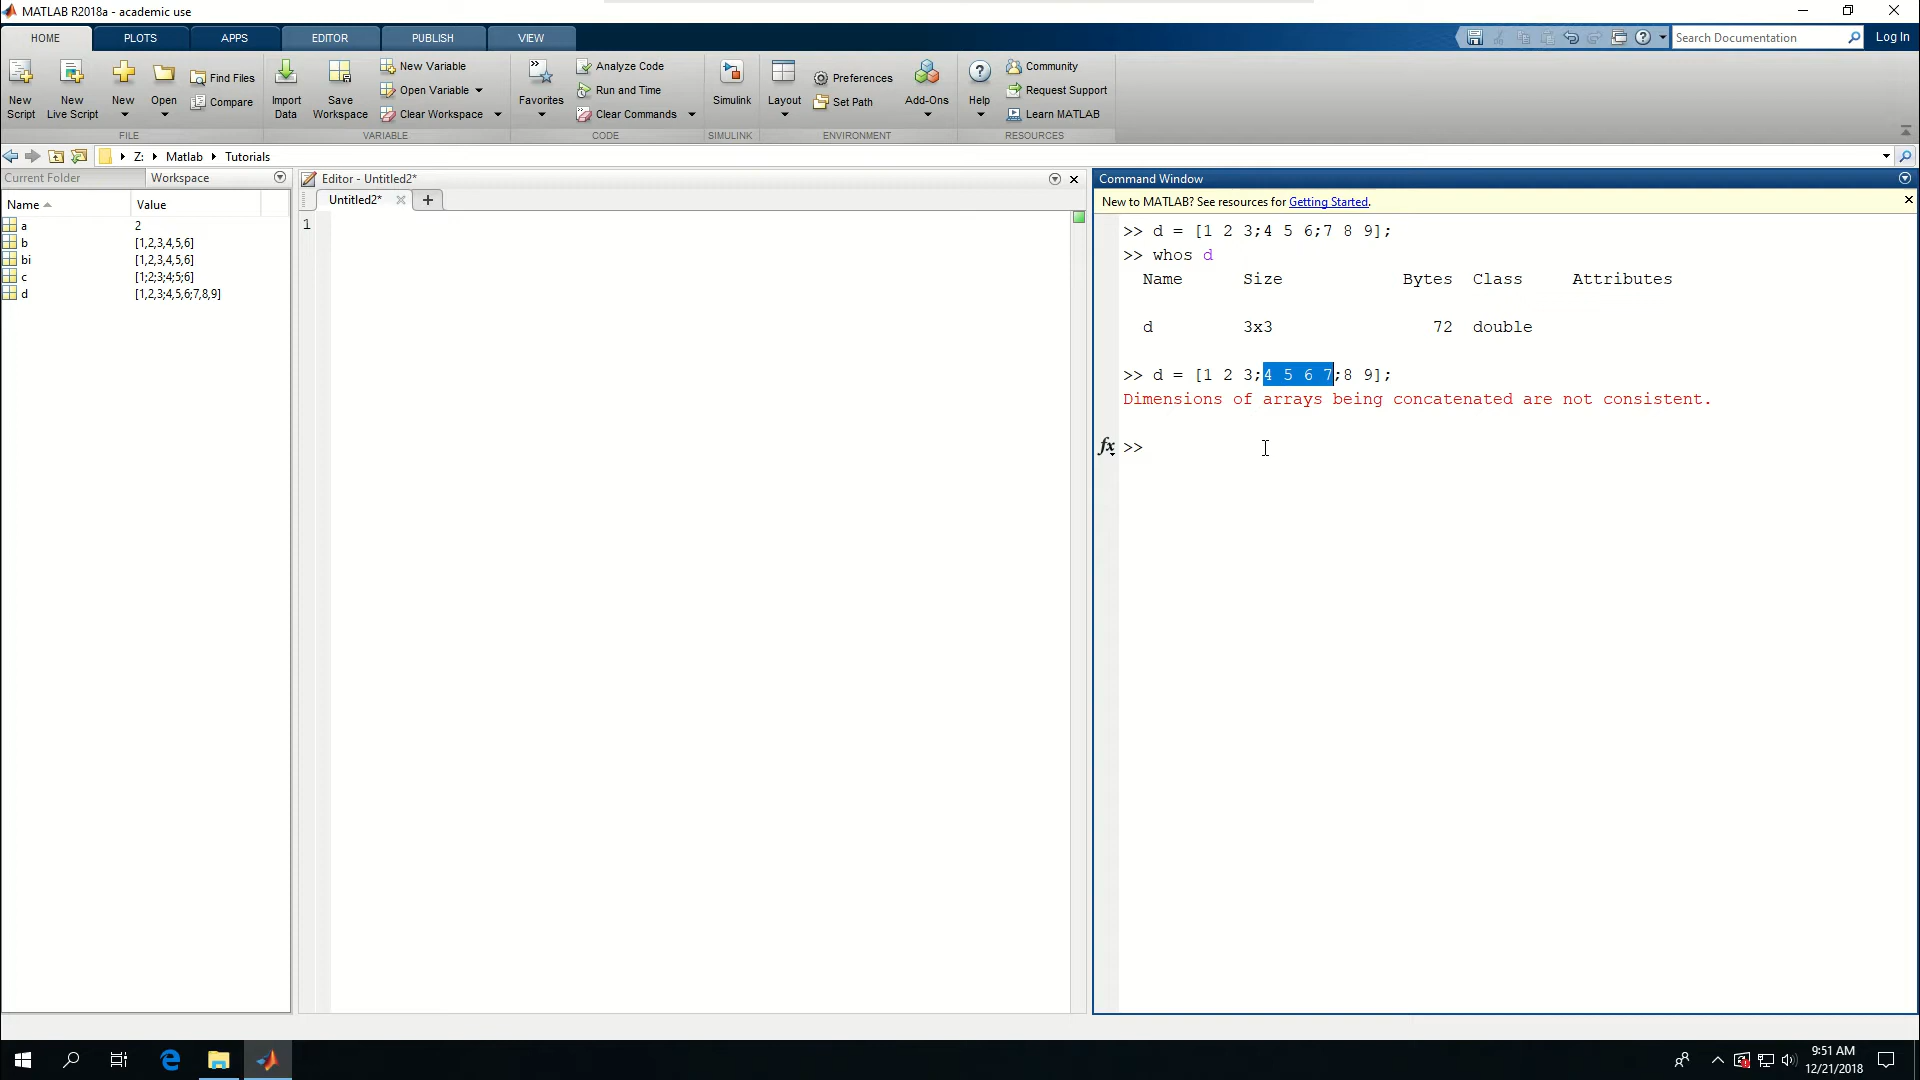 MATLAB R2018a - academic use
HOME PLOTS APPS EDITOR PUBLISH VIEW
Search Documentation
Log In
New Script
New Live Script
New
Open
Find Files
Compare
FILE
Import Data
Save Workspace
New Variable
Open Variable
Clear Workspace
VARIABLE
Favorites
Analyze Code
Run and Time
Clear Commands
CODE
Simulink
SIMULINK
Layout
Preferences
Set Path
Add-Ons
ENVIRONMENT
Help
Community
Request Support
Learn MATLAB
RESOURCES
Z: Matlab Tutorials
Current Folder Workspace
Name Value
a 2
b [1,2,3,4,5,6]
bi [1,2,3,4,5,6]
c [1;2;3;4;5;6]
d [1,2,3;4,5,6;7,8,9]
Editor - Untitled2*
Untitled2*
1
Command Window
New to MATLAB? See resources for Getting Started.
>> d = [1 2 3;4 5 6;7 8 9];
>> whos d
Name Size Bytes Class Attributes
d 3x3 72 double
>> d = [1 2 3;4 5 6 7;8 9];
Dimensions of arrays being concatenated are not consistent.
fx >>
9:51 AM
12/21/2018